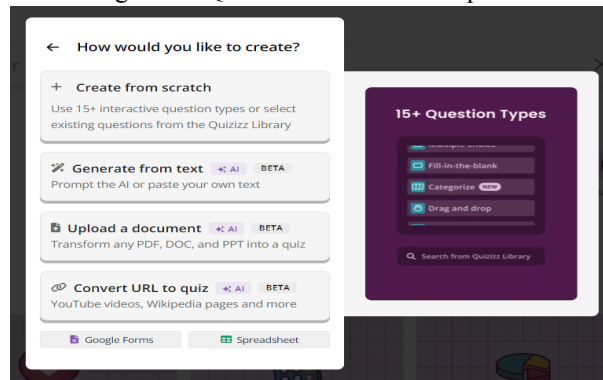 ← How would you like to create?
+ Create from scratch
Use 15+ interactive question types or select
existing questions from the Quizizz Library
Generate from text AI BETA
Prompt the AI or paste your own text
Upload a document AI BETA
Transform any PDF, DOC, and PPT into a quiz
Convert URL to quiz AI BETA
YouTube videos, Wikipedia pages and more
Google Forms Spreadsheet
15+ Question Types
Multiple choice
Fill-in-the-blank
Categorize NEW
Drag and drop
Search from Quizizz Library